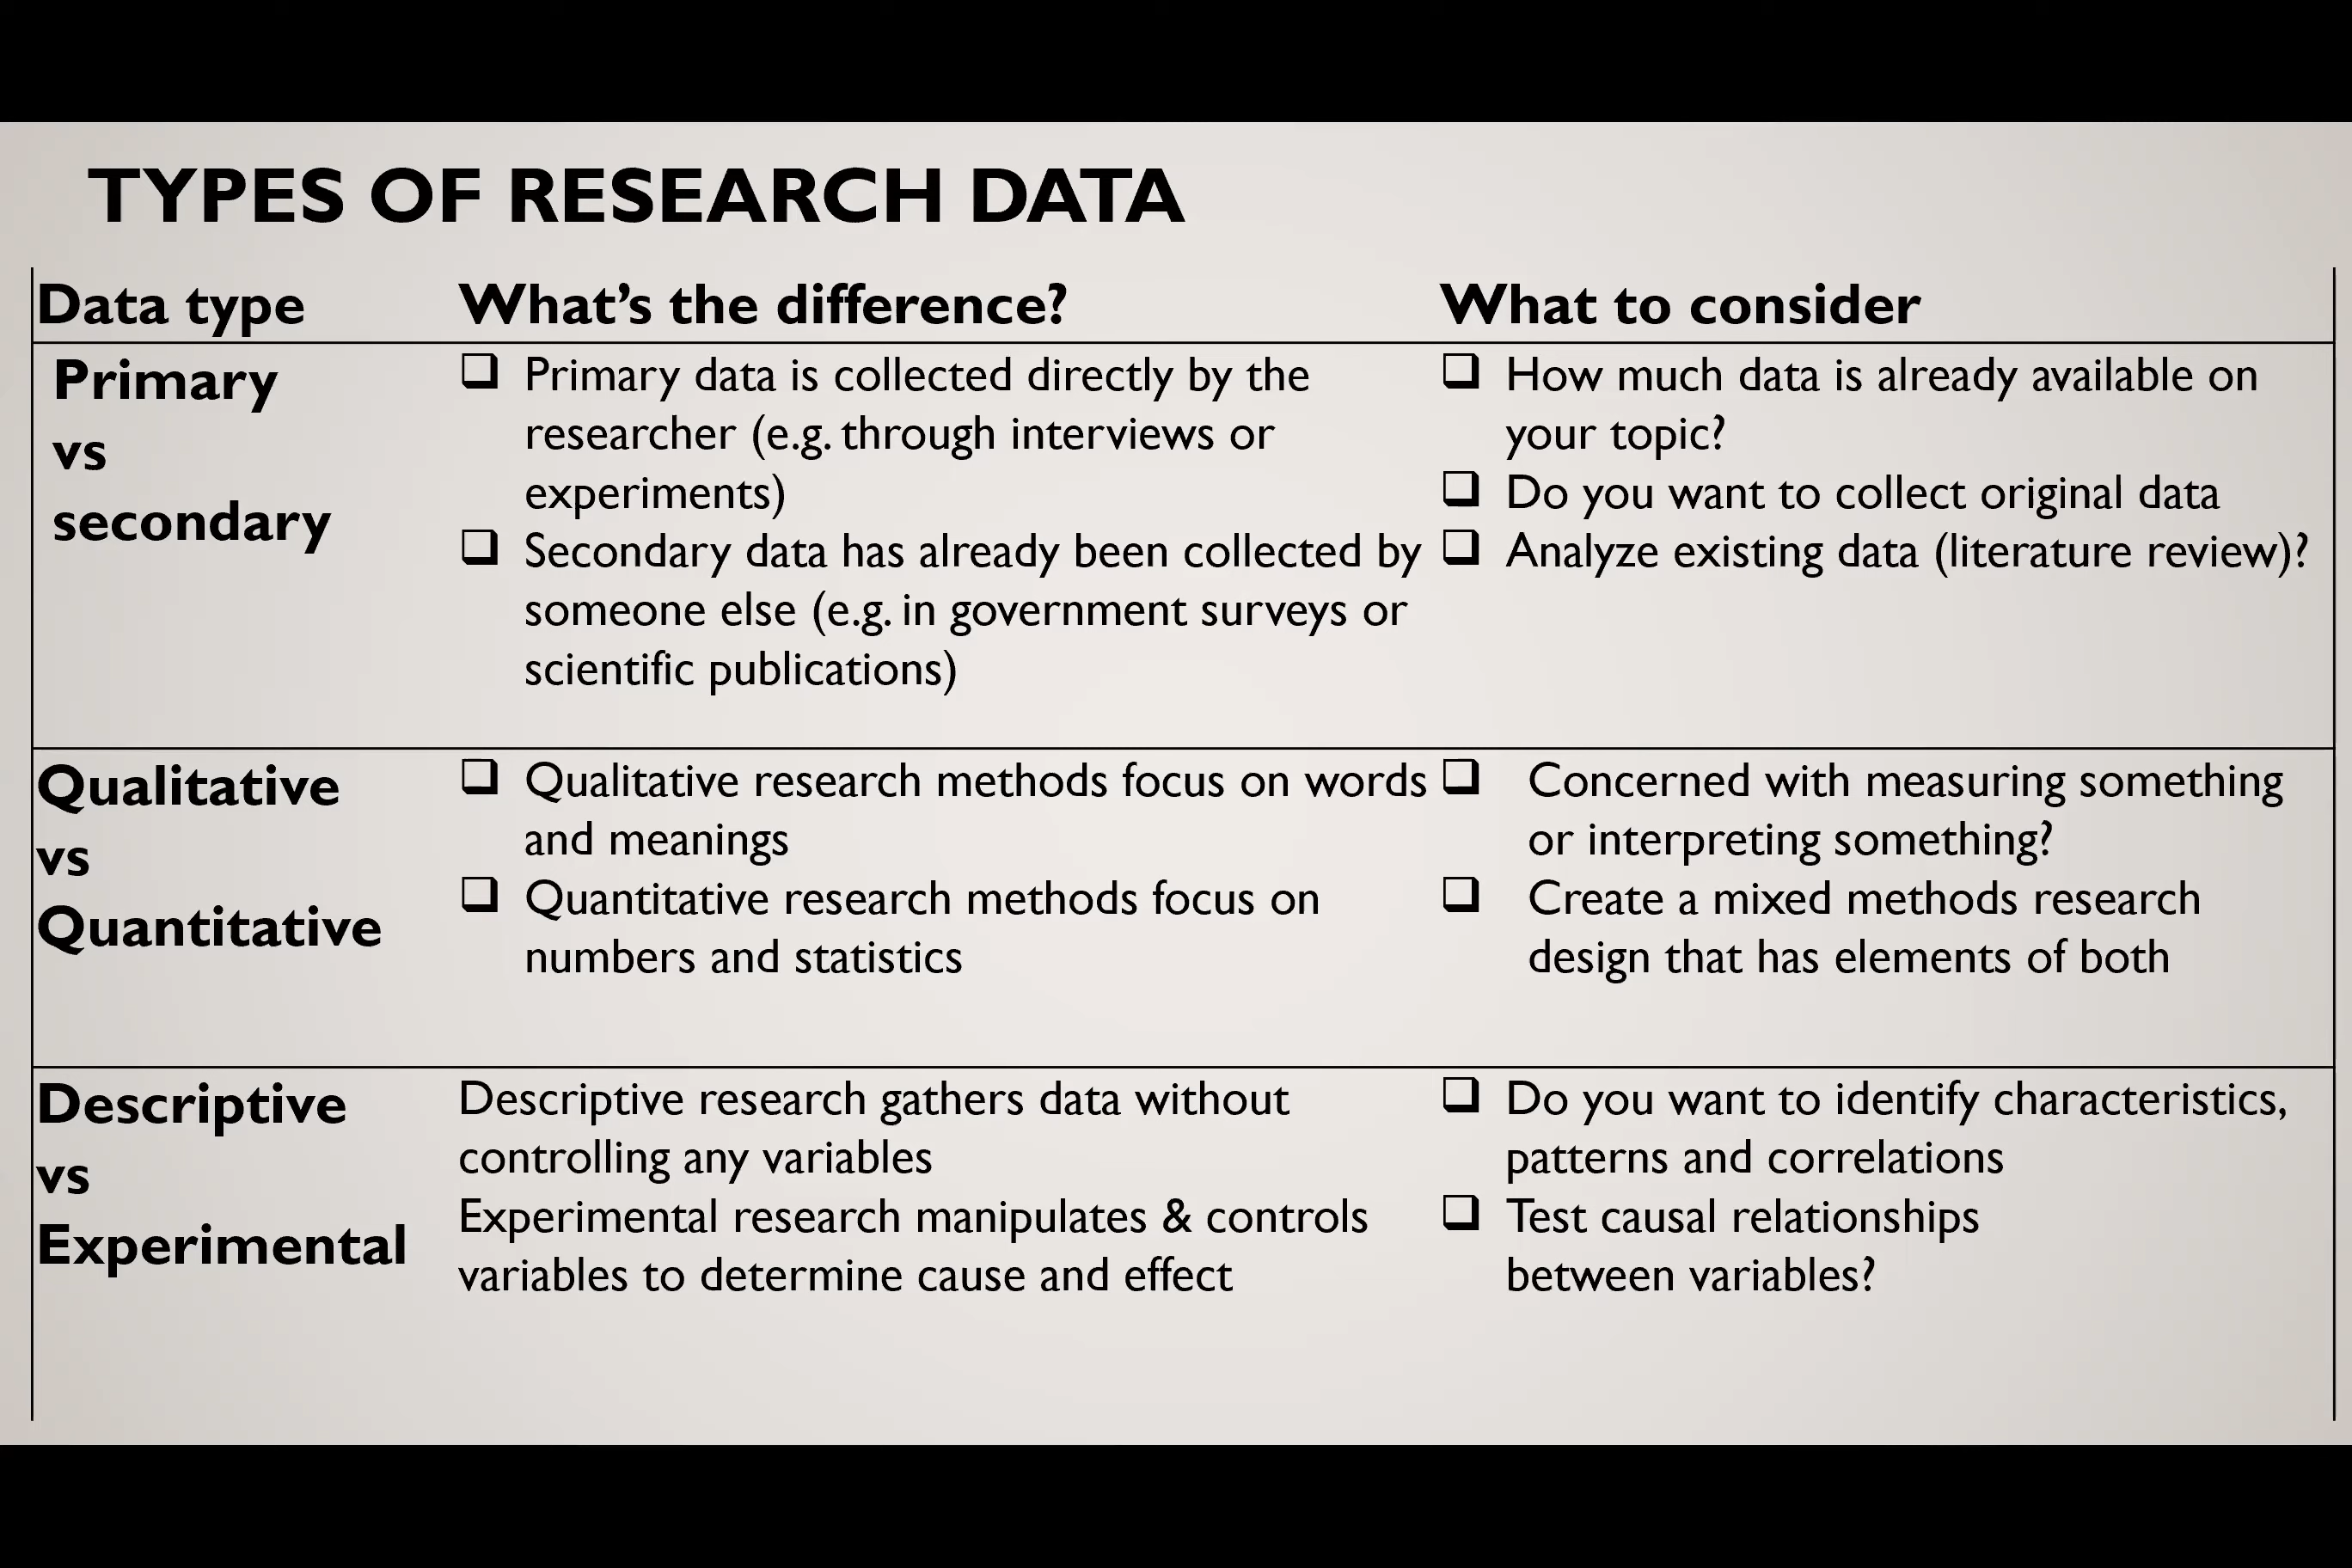 TYPES OF RESEARCH DATA
Data type
What's the difference?
What to consider
Primary
vs
secondary
❑ Primary data is collected directly by the
researcher (e.g. through interviews or
experiments)
❑ Secondary data has already been collected by
someone else (e.g. in government surveys or
scientific publications)
❑ How much data is already available on
your topic?
❑ Do you want to collect original data
❑ Analyze existing data (literature review)?
Qualitative
vs
Quantitative
❑ Qualitative research methods focus on words
and meanings
❑ Quantitative research methods focus on
numbers and statistics
❑ Concerned with measuring something
or interpreting something?
❑ Create a mixed methods research
design that has elements of both
Descriptive
vs
Experimental
Descriptive research gathers data without
controlling any variables
Experimental research manipulates & controls
variables to determine cause and effect
❑ Do you want to identify characteristics,
patterns and correlations
❑ Test causal relationships
between variables?